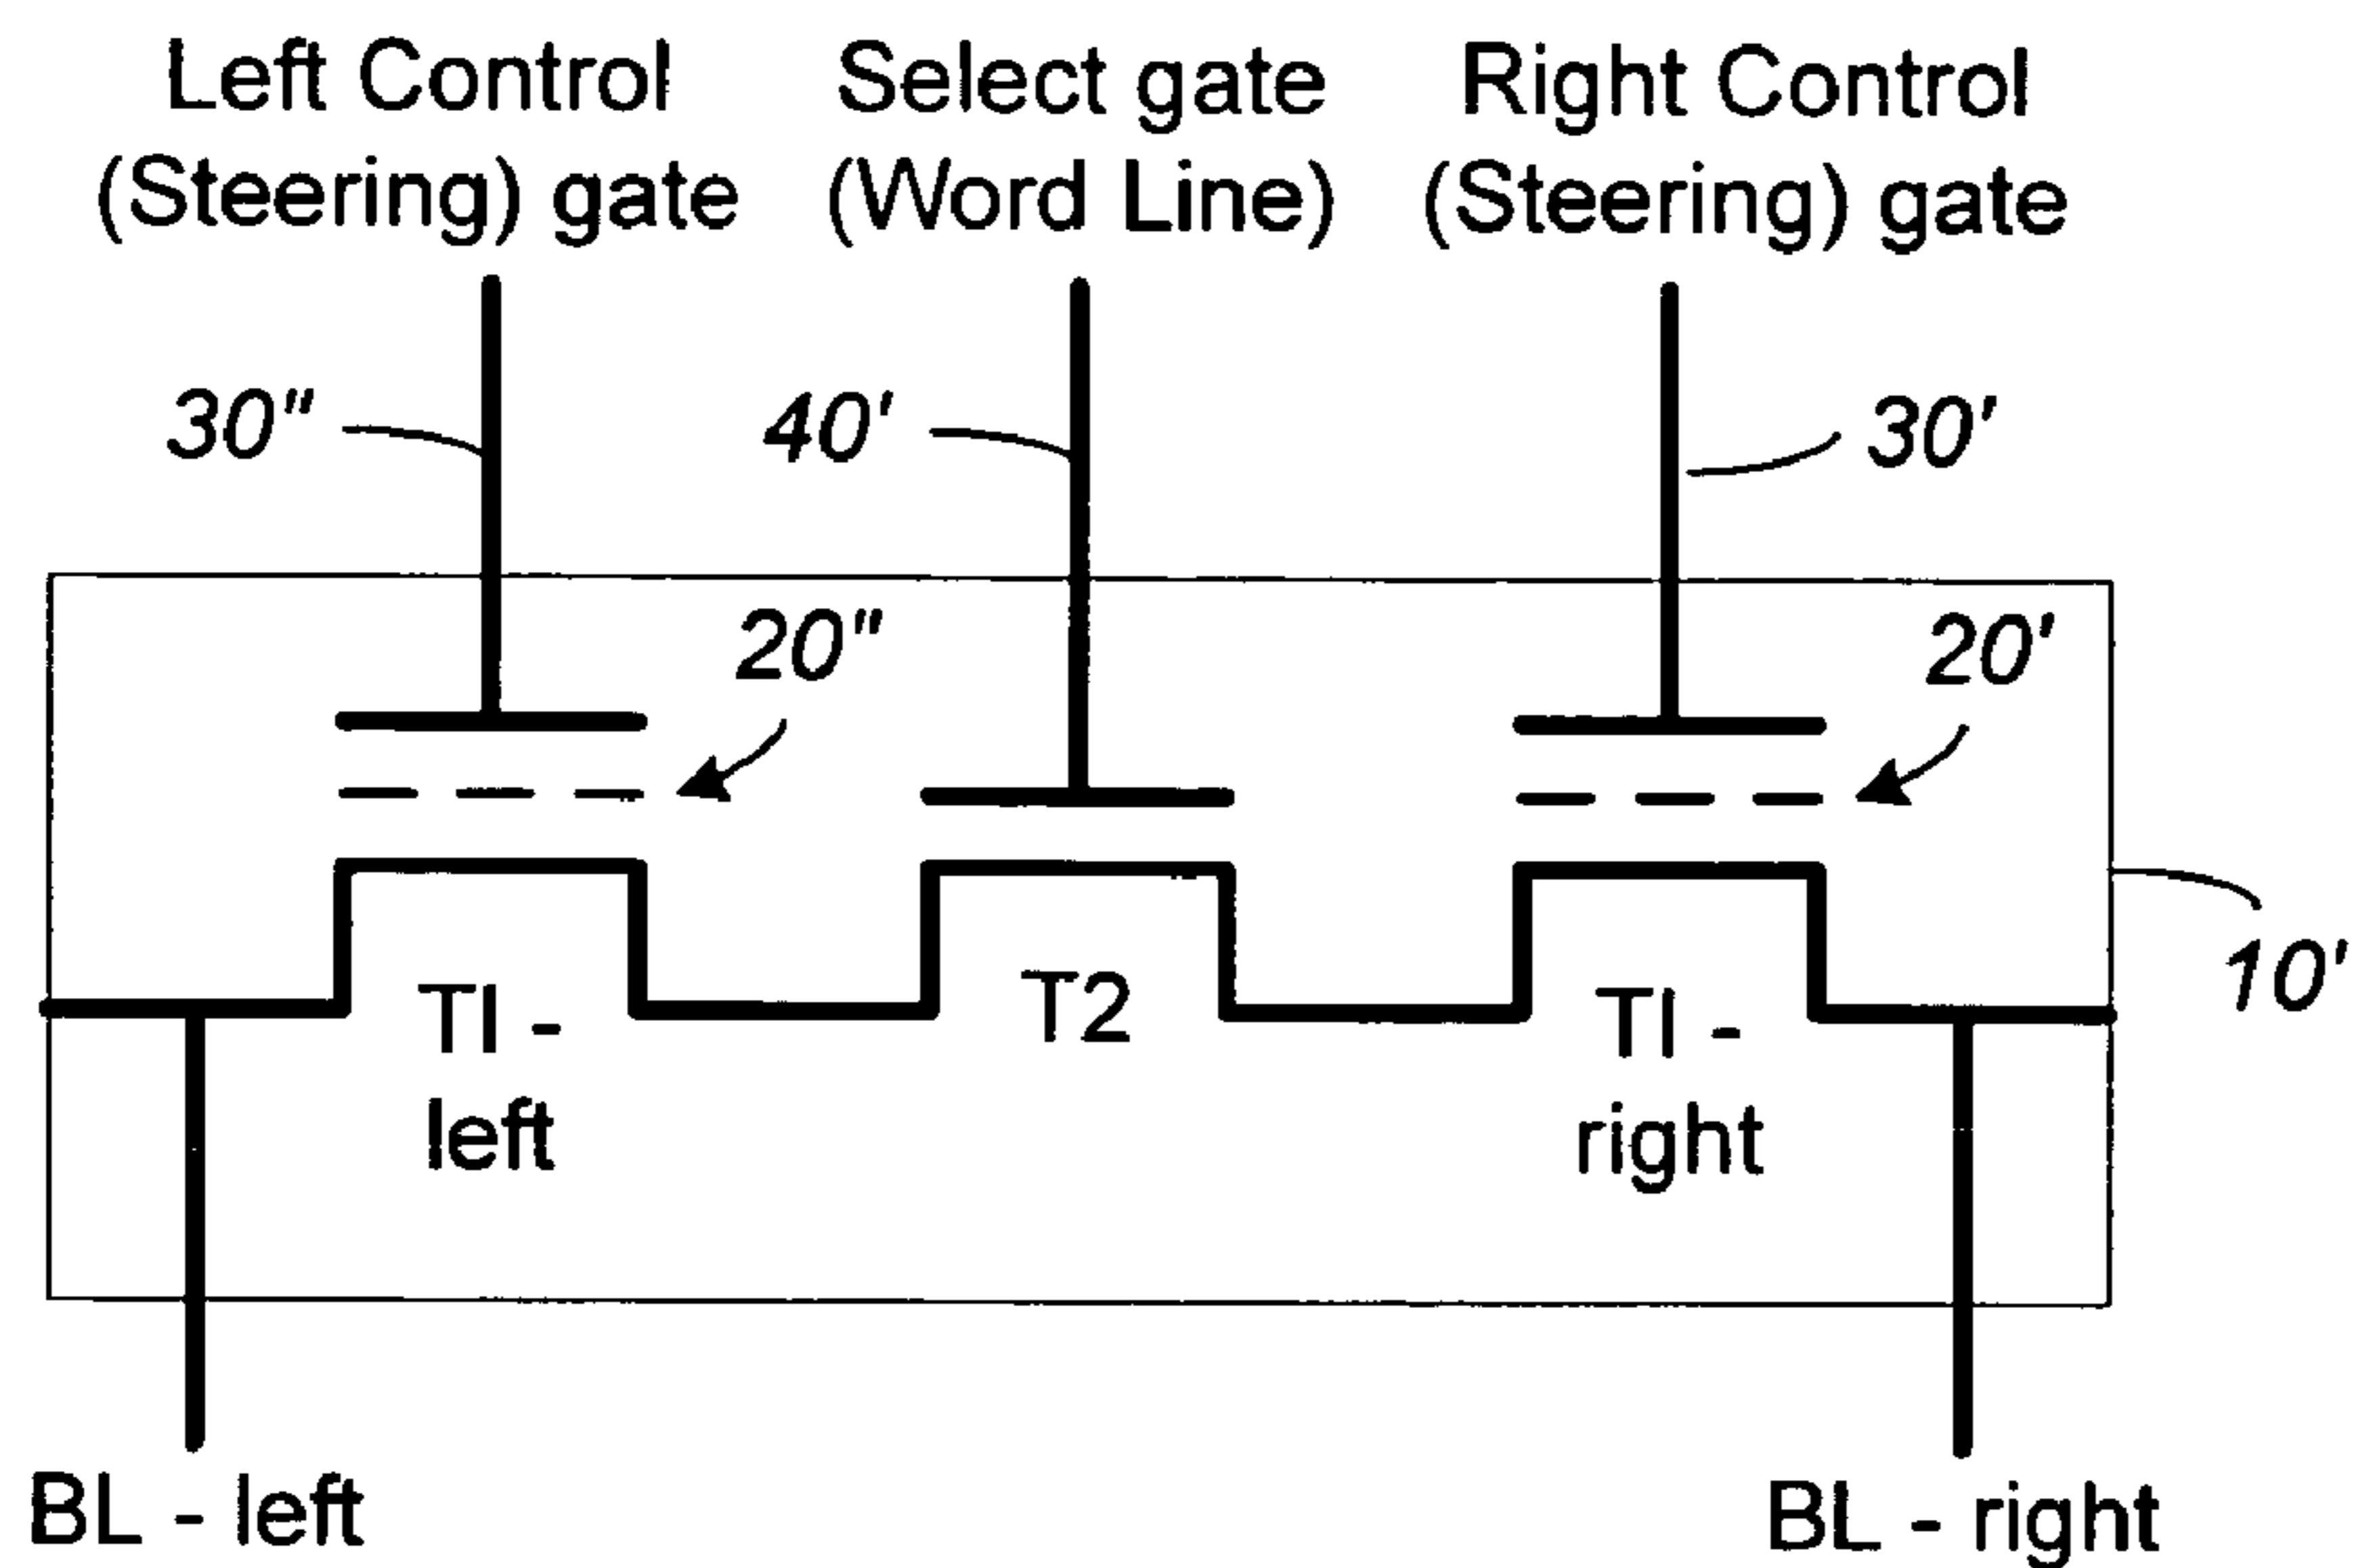 Left Control
(Steering) gate
Select gate
(Word Line)
Right Control
(Steering) gate
30"
40'
30'
20"
20'
10'
TI -
left
T2
TI -
right
BL - left
BL - right